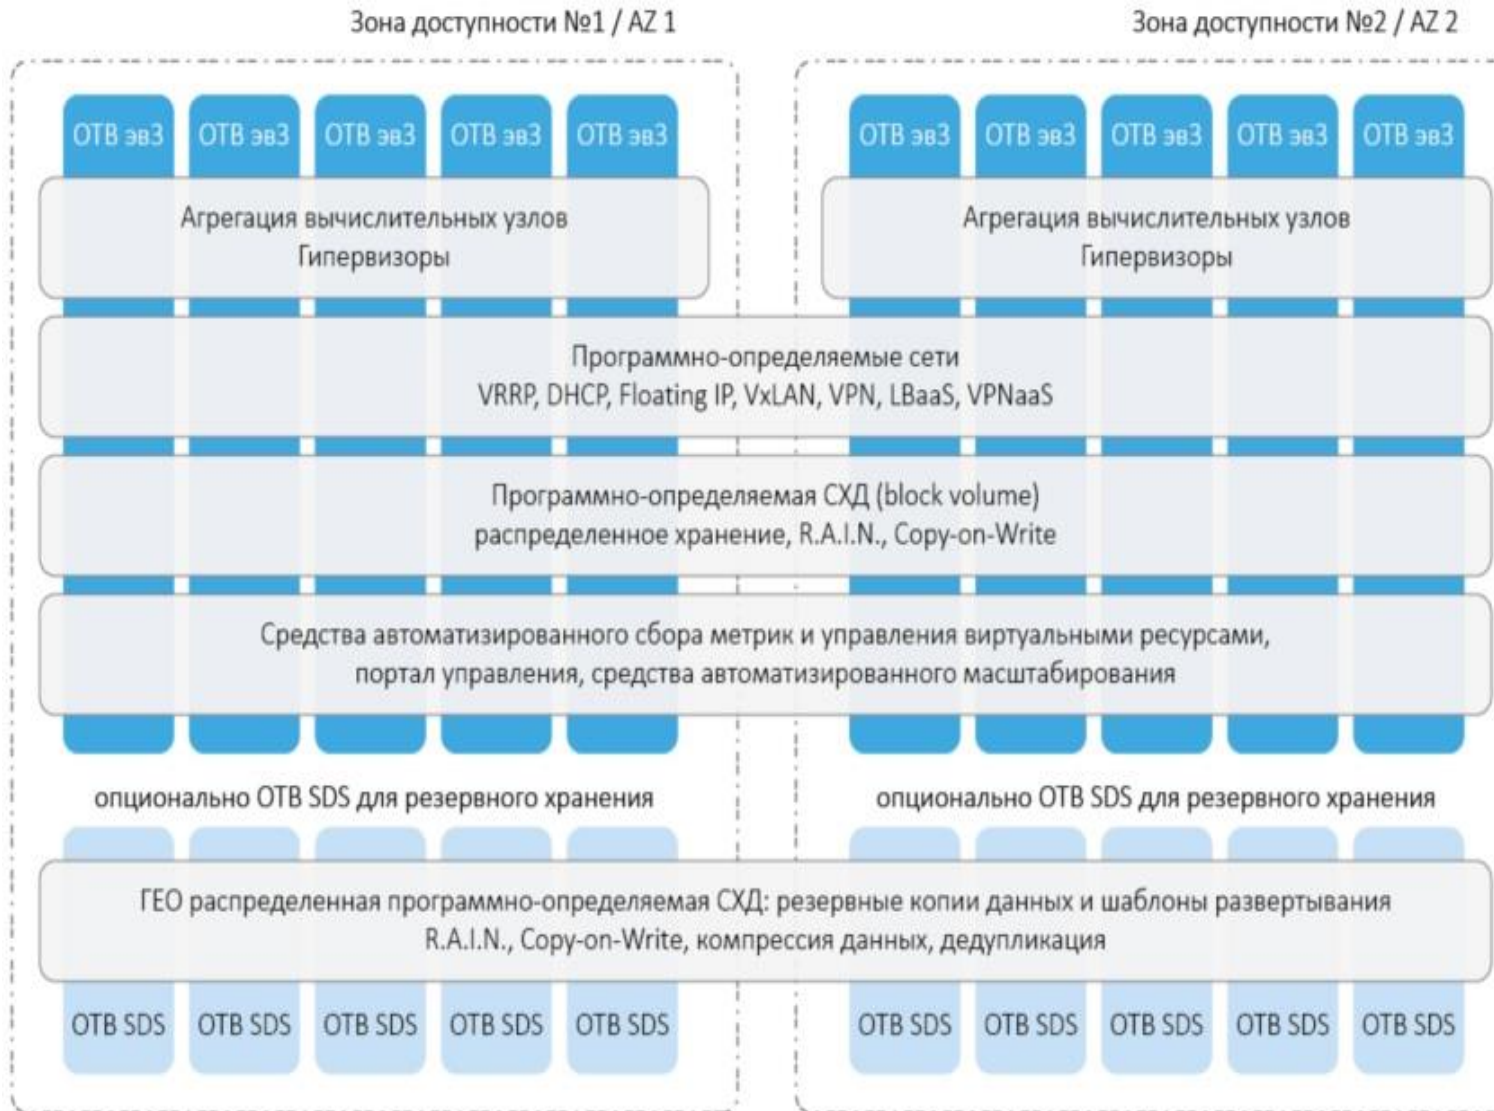 Зона доступности №1 / AZ 1
Зона доступности №2 / AZ 2
ОТВ эв3 ОТВ эв3 ОТВ эв3 ОТВ эв3 ОТВ эв3
ОТВ эв3 ОТВ эв3 ОТВ эв3 ОТВ эв3 ОТВ эв3
Агрегация вычислительных узлов
Гипервизоры
Агрегация вычислительных узлов
Гипервизоры
Программно-определяемые сети
VRRP, DHCP, Floating IP, VxLAN, VPN, LBaaS, VPNaaS
Программно-определяемая СХД (block volume)
распределенное хранение, R.A.I.N., Copy-on-Write
Средства автоматизированного сбора метрик и управления виртуальными ресурсами,
портал управления, средства автоматизированного масштабирования
опционально ОТВ SDS для резервного хранения
опционально ОТВ SDS для резервного хранения
ГЕО распределенная программно-определяемая СХД: резервные копии данных и шаблоны развертывания
R.A.I.N., Copy-on-Write, компрессия данных, дедупликация
ОТВ SDS ОТВ SDS ОТВ SDS ОТВ SDS ОТВ SDS
ОТВ SDS ОТВ SDS ОТВ SDS ОТВ SDS ОТВ SDS